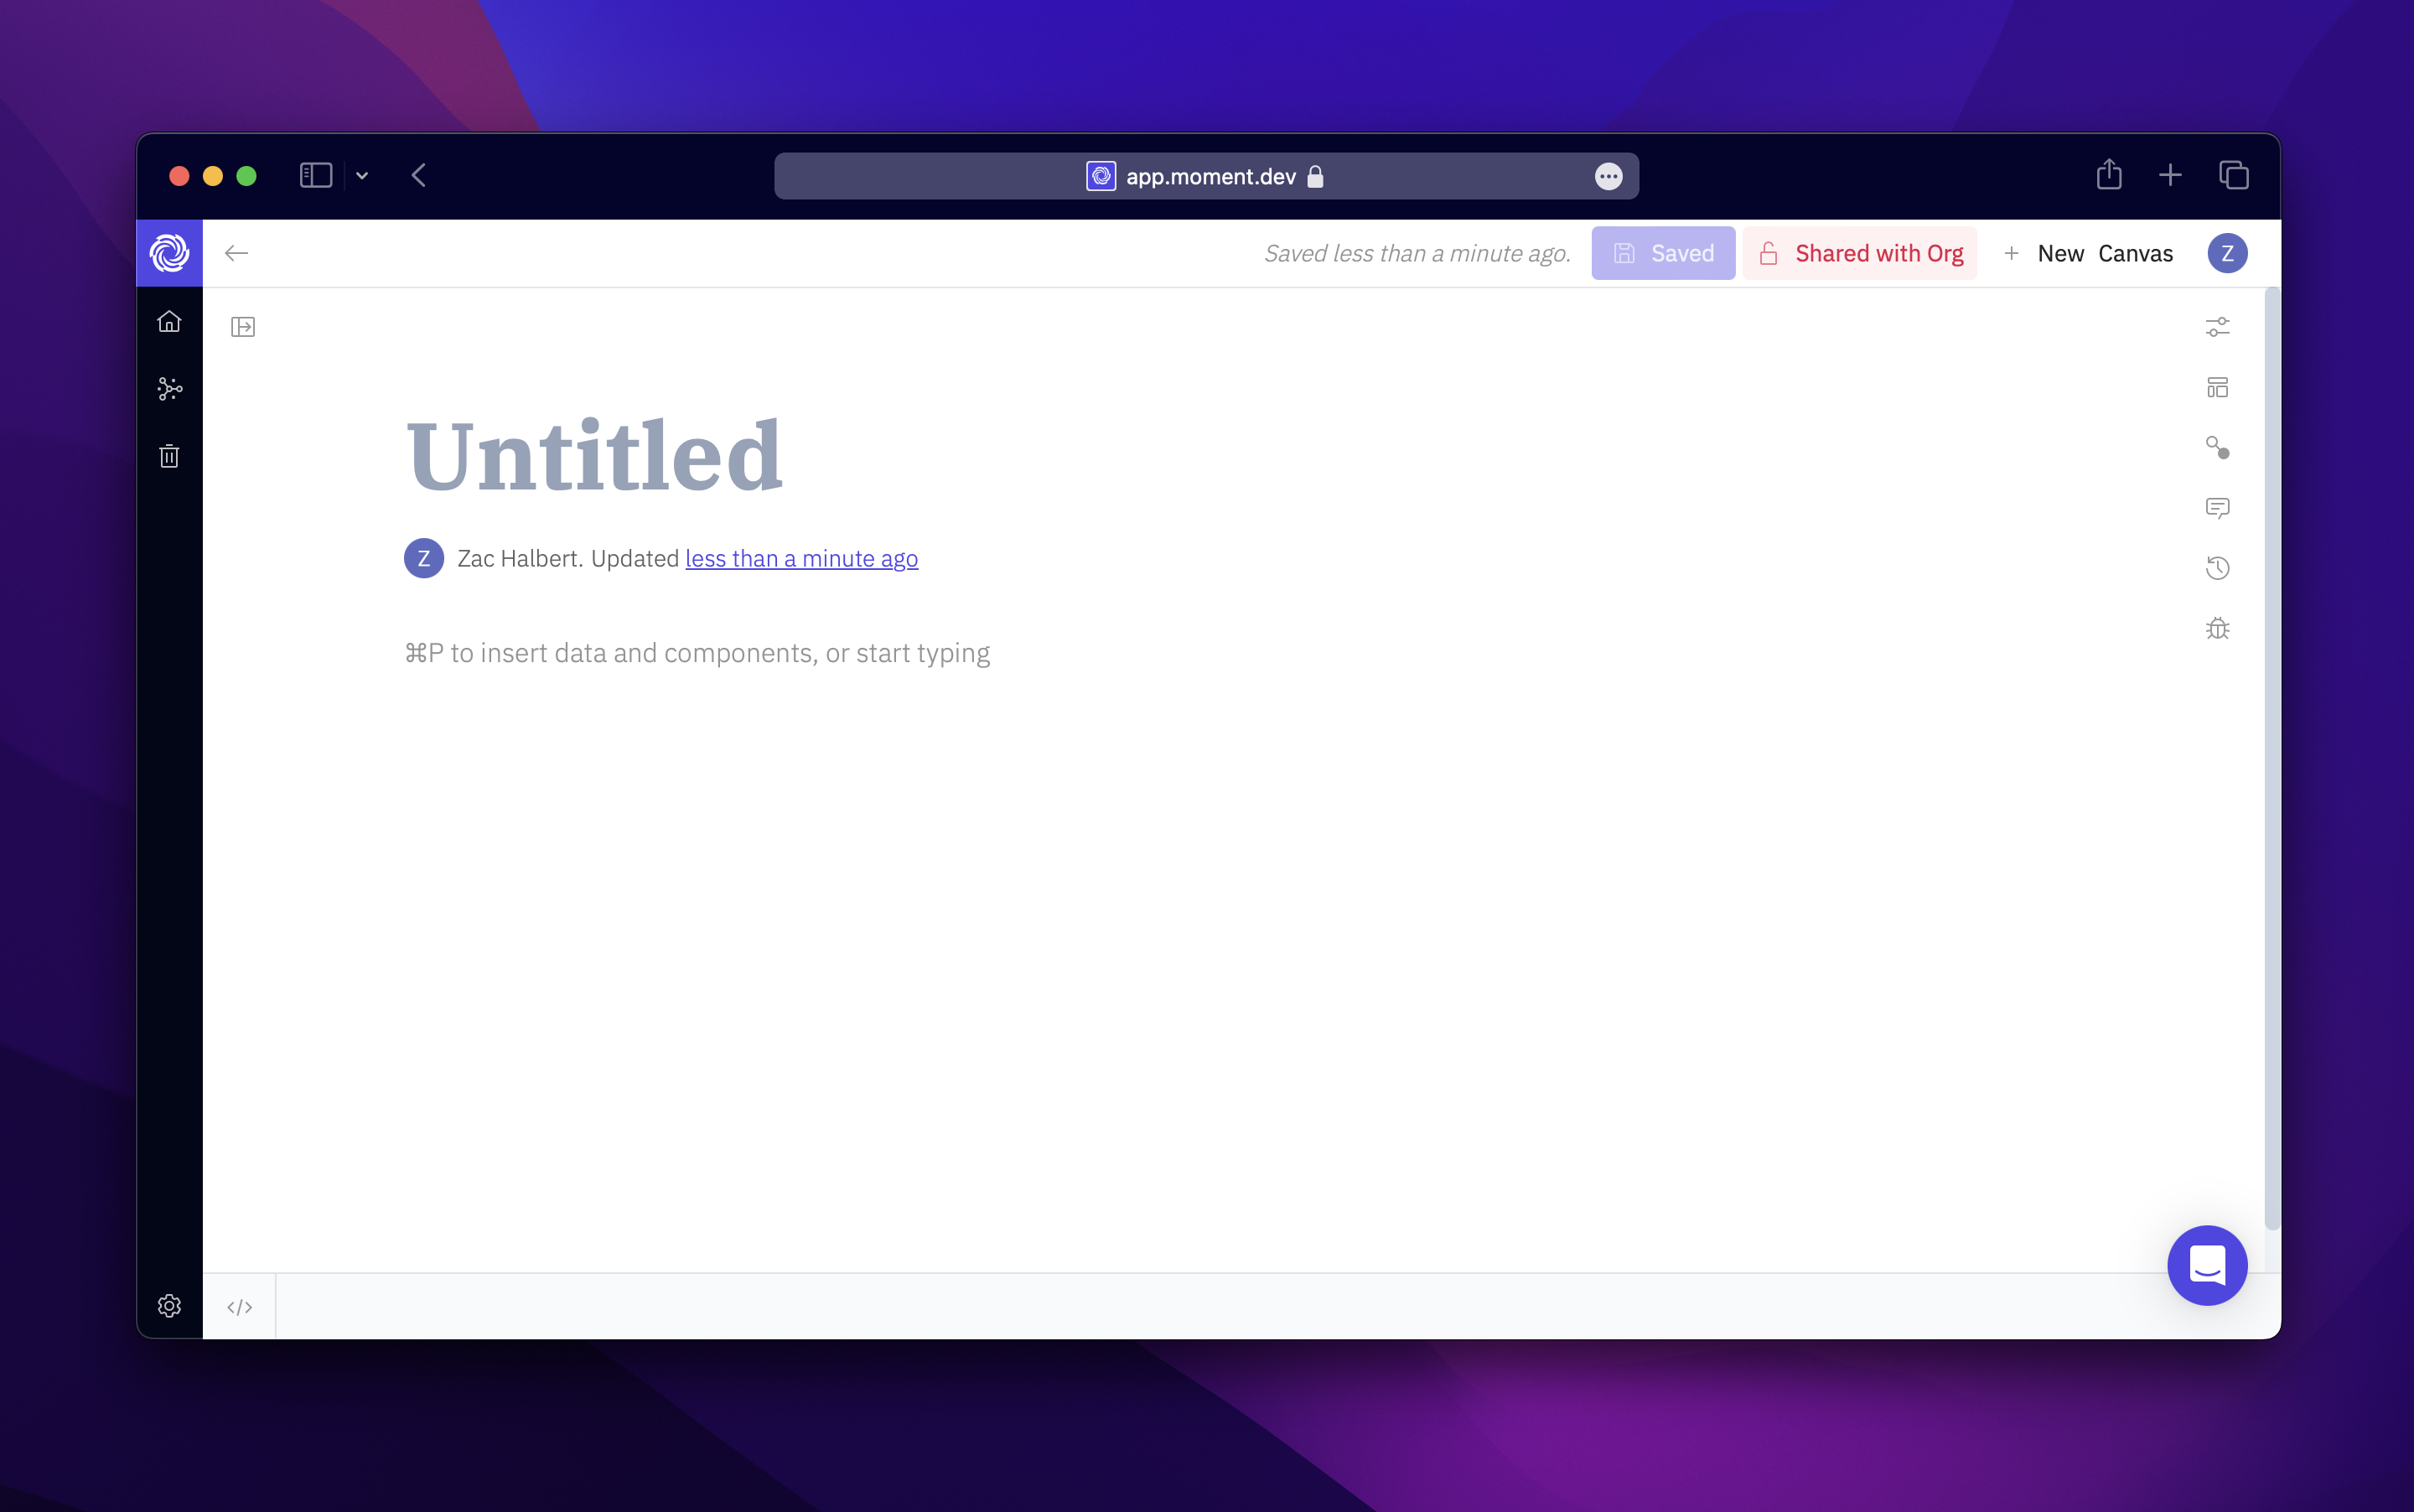 app.moment.dev
Saved less than a minute ago.
Saved
Shared with Org
+ New Canvas
Z
Untitled
Z
Zac Halbert. Updated less than a minute ago
⌘P to insert data and components, or start typing
</>